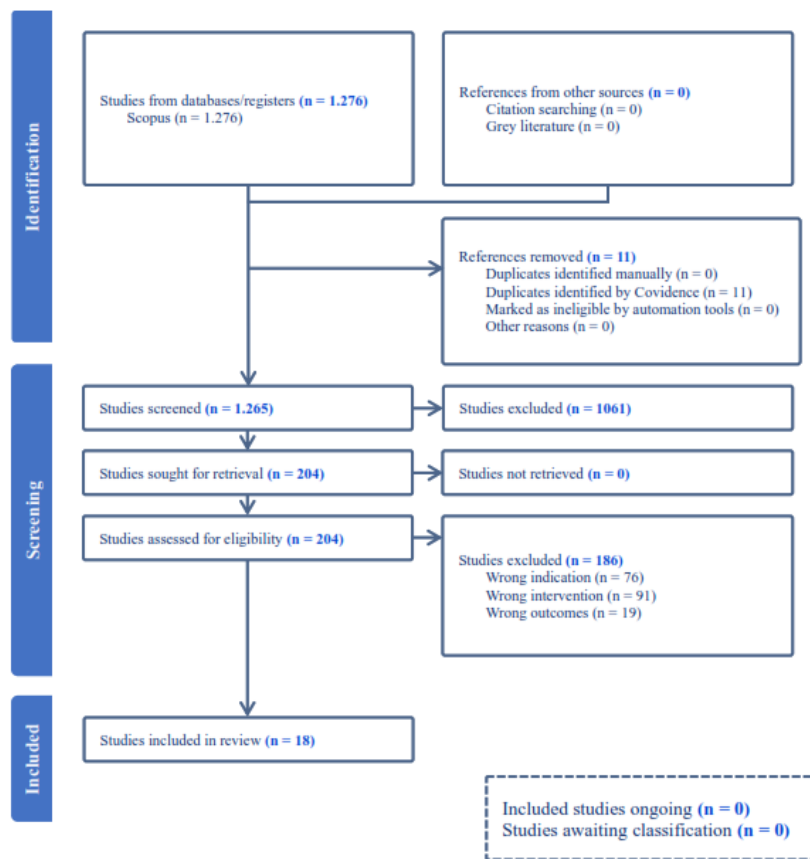 Identification
Studies from databases/registers (n = 1.276)
Scopus (n = 1.276)
References from other sources (n = 0)
Citation searching (n = 0)
Grey literature (n = 0)
References removed (n = 11)
Duplicates identified manually (n = 0)
Duplicates identified by Covidence (n = 11)
Marked as ineligible by automation tools (n = 0)
Other reasons (n = 0)
Screening
Studies screened (n = 1.265)
Studies excluded (n = 1061)
Studies sought for retrieval (n = 204)
Studies not retrieved (n = 0)
Studies assessed for eligibility (n = 204)
Studies excluded (n = 186)
Wrong indication (n = 76)
Wrong intervention (n = 91)
Wrong outcomes (n = 19)
Included
Studies included in review (n = 18)
Included studies ongoing (n = 0)
Studies awaiting classification (n = 0)